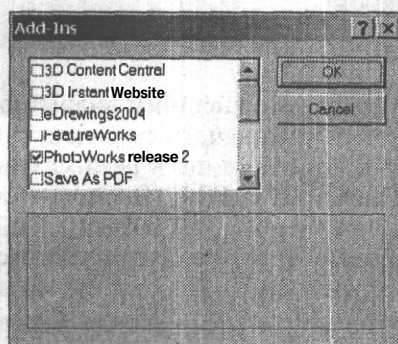 Add-Ins
3D Content Central
3D Instant Website
eDrawings2004
FeatureWorks
PhotoWorks release 2
Save As PDF
OK
Cancel